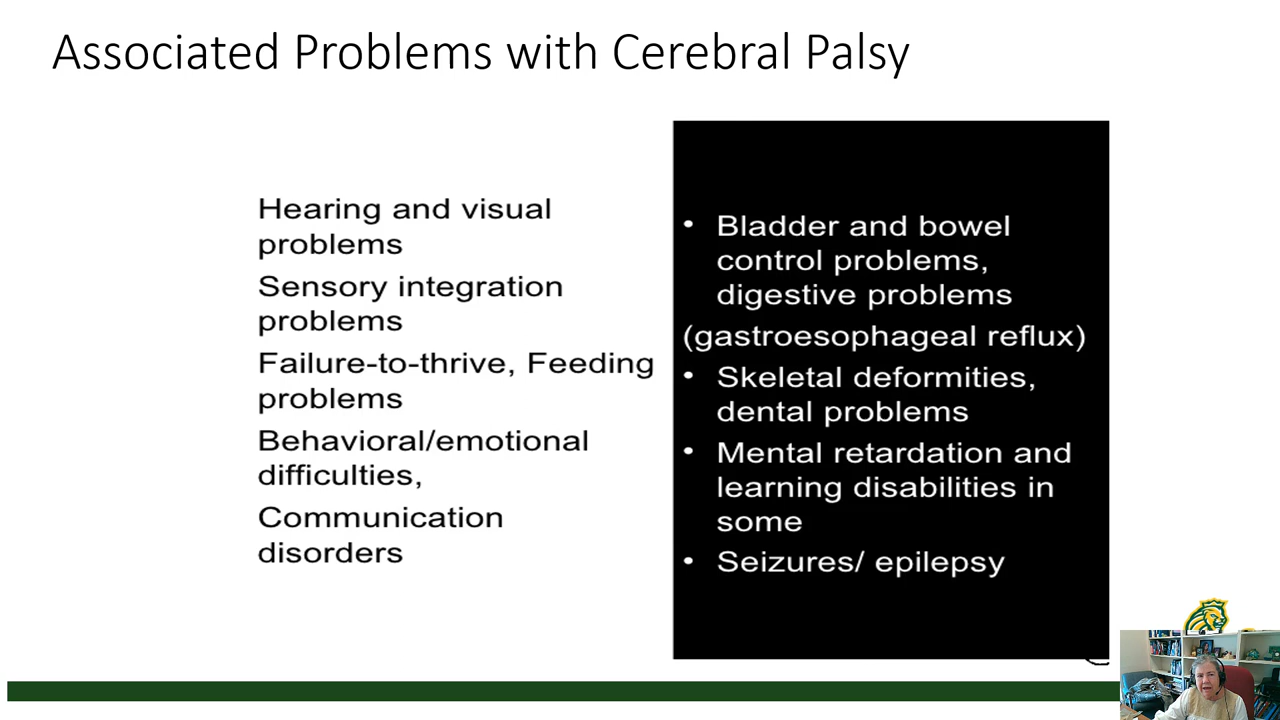 Associated Problems with Cerebral Palsy
Hearing and visual
problems
Sensory integration
problems
Failure-to-thrive, Feeding
problems
Behavioral/emotional
difficulties,
Communication
disorders
• Bladder and bowel
control problems,
digestive problems
(gastroesophageal reflux)
• Skeletal deformities,
dental problems
• Mental retardation and
learning disabilities in
some
• Seizures/ epilepsy